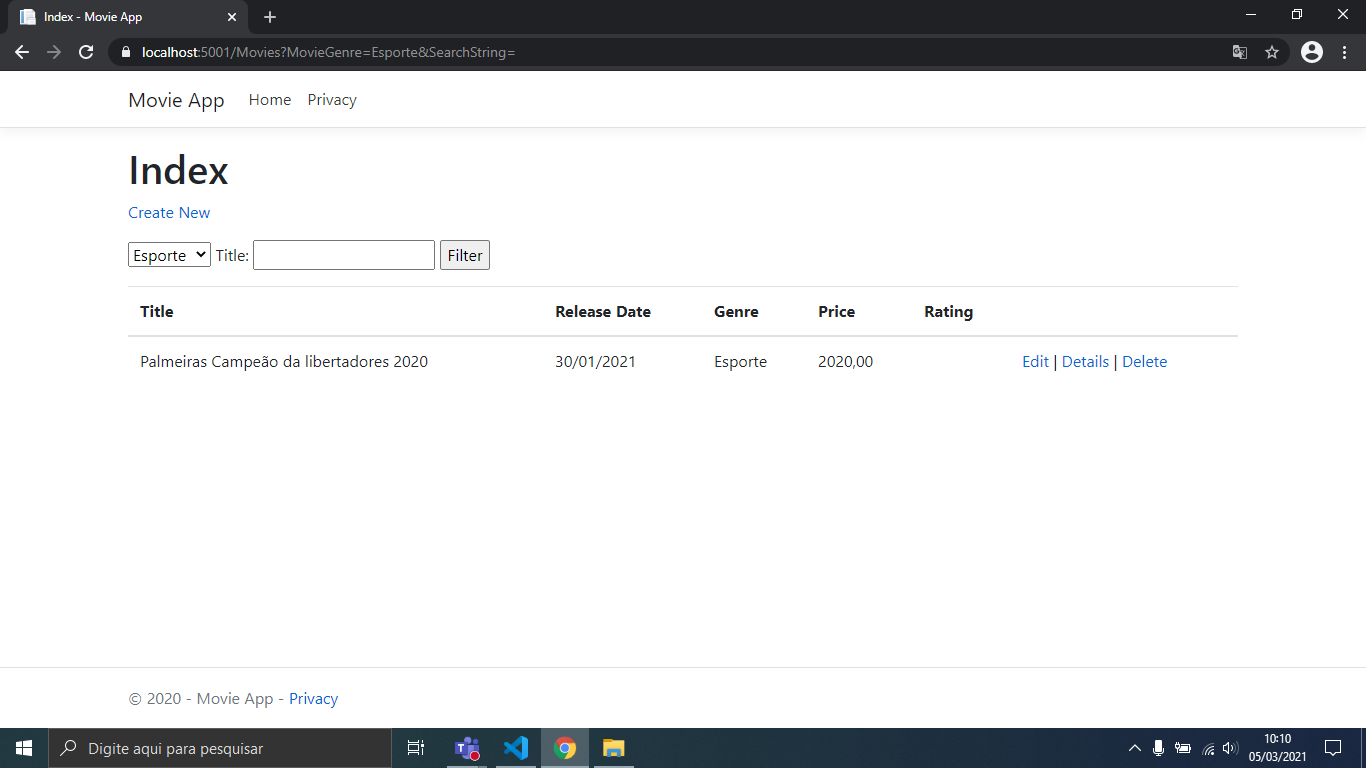 Index - Movie App
localhost:5001/Movies?MovieGenre=Esporte&SearchString=
Movie App Home Privacy
Index
Create New
Esporte Title: Filter
Title Release Date Genre Price Rating
Palmeiras Campeão da libertadores 2020 30/01/2021 Esporte 2020,00 Edit | Details | Delete
© 2020 - Movie App - Privacy
Digite aqui para pesquisar
10:10
05/03/2021